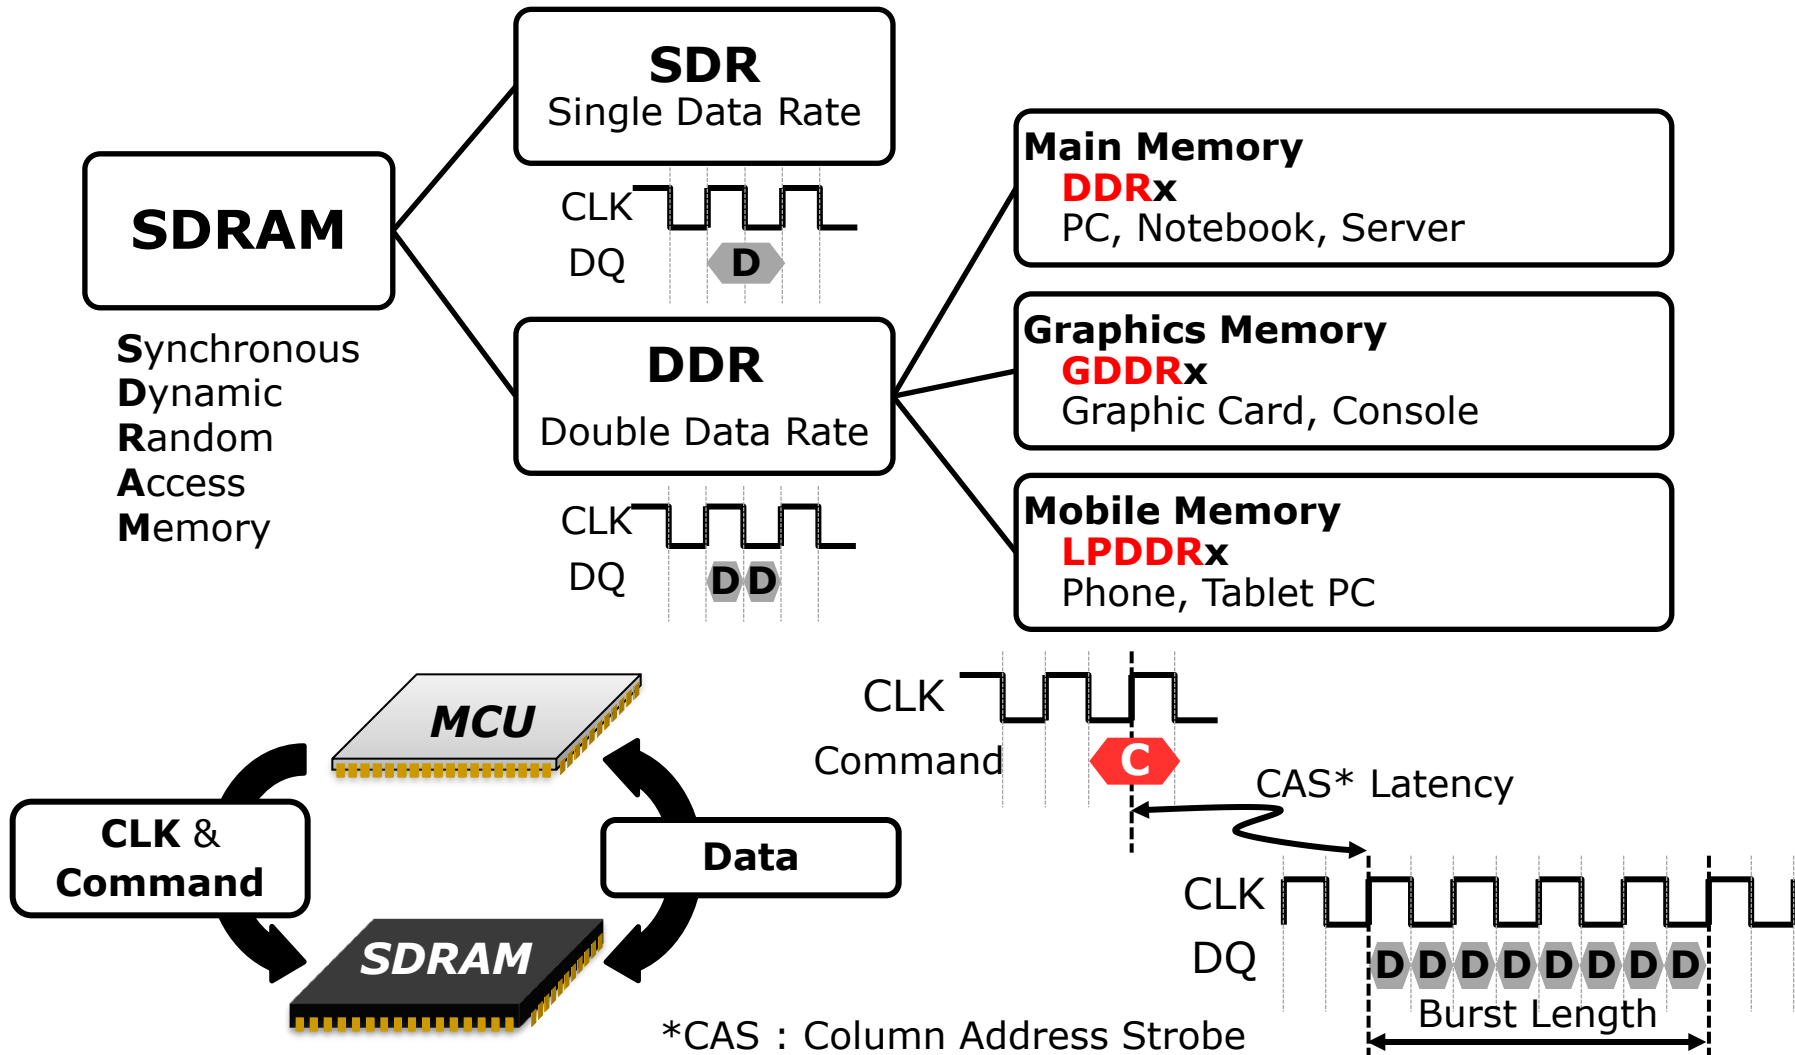 SDRAM
Synchronous
Dynamic
Random
Access
Memory
SDR
Single Data Rate
CLK
DQ
D
DDR
Double Data Rate
CLK
DQ
D D
Main Memory
DDRx
PC, Notebook, Server
Graphics Memory
GDDRx
Graphic Card, Console
Mobile Memory
LPDDRx
Phone, Tablet PC
MCU
CLK &
Command
Data
SDRAM
CLK
Command
C
CAS* Latency
CLK
DQ
D D D D D D D D
Burst Length
*CAS : Column Address Strobe